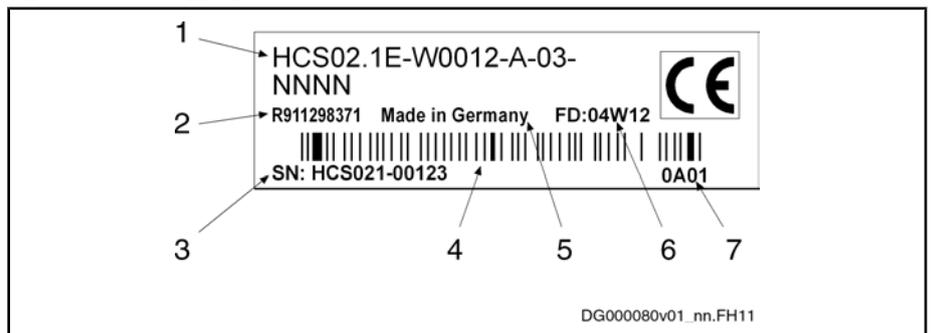 1
HCS02.1E-W0012-A-03-
NNNN
CE
2
R911298371 Made in Germany FD:04W12
SN: HCS021-00123
0A01
3
4
5
6
7
DG000080v01_nn.FH11